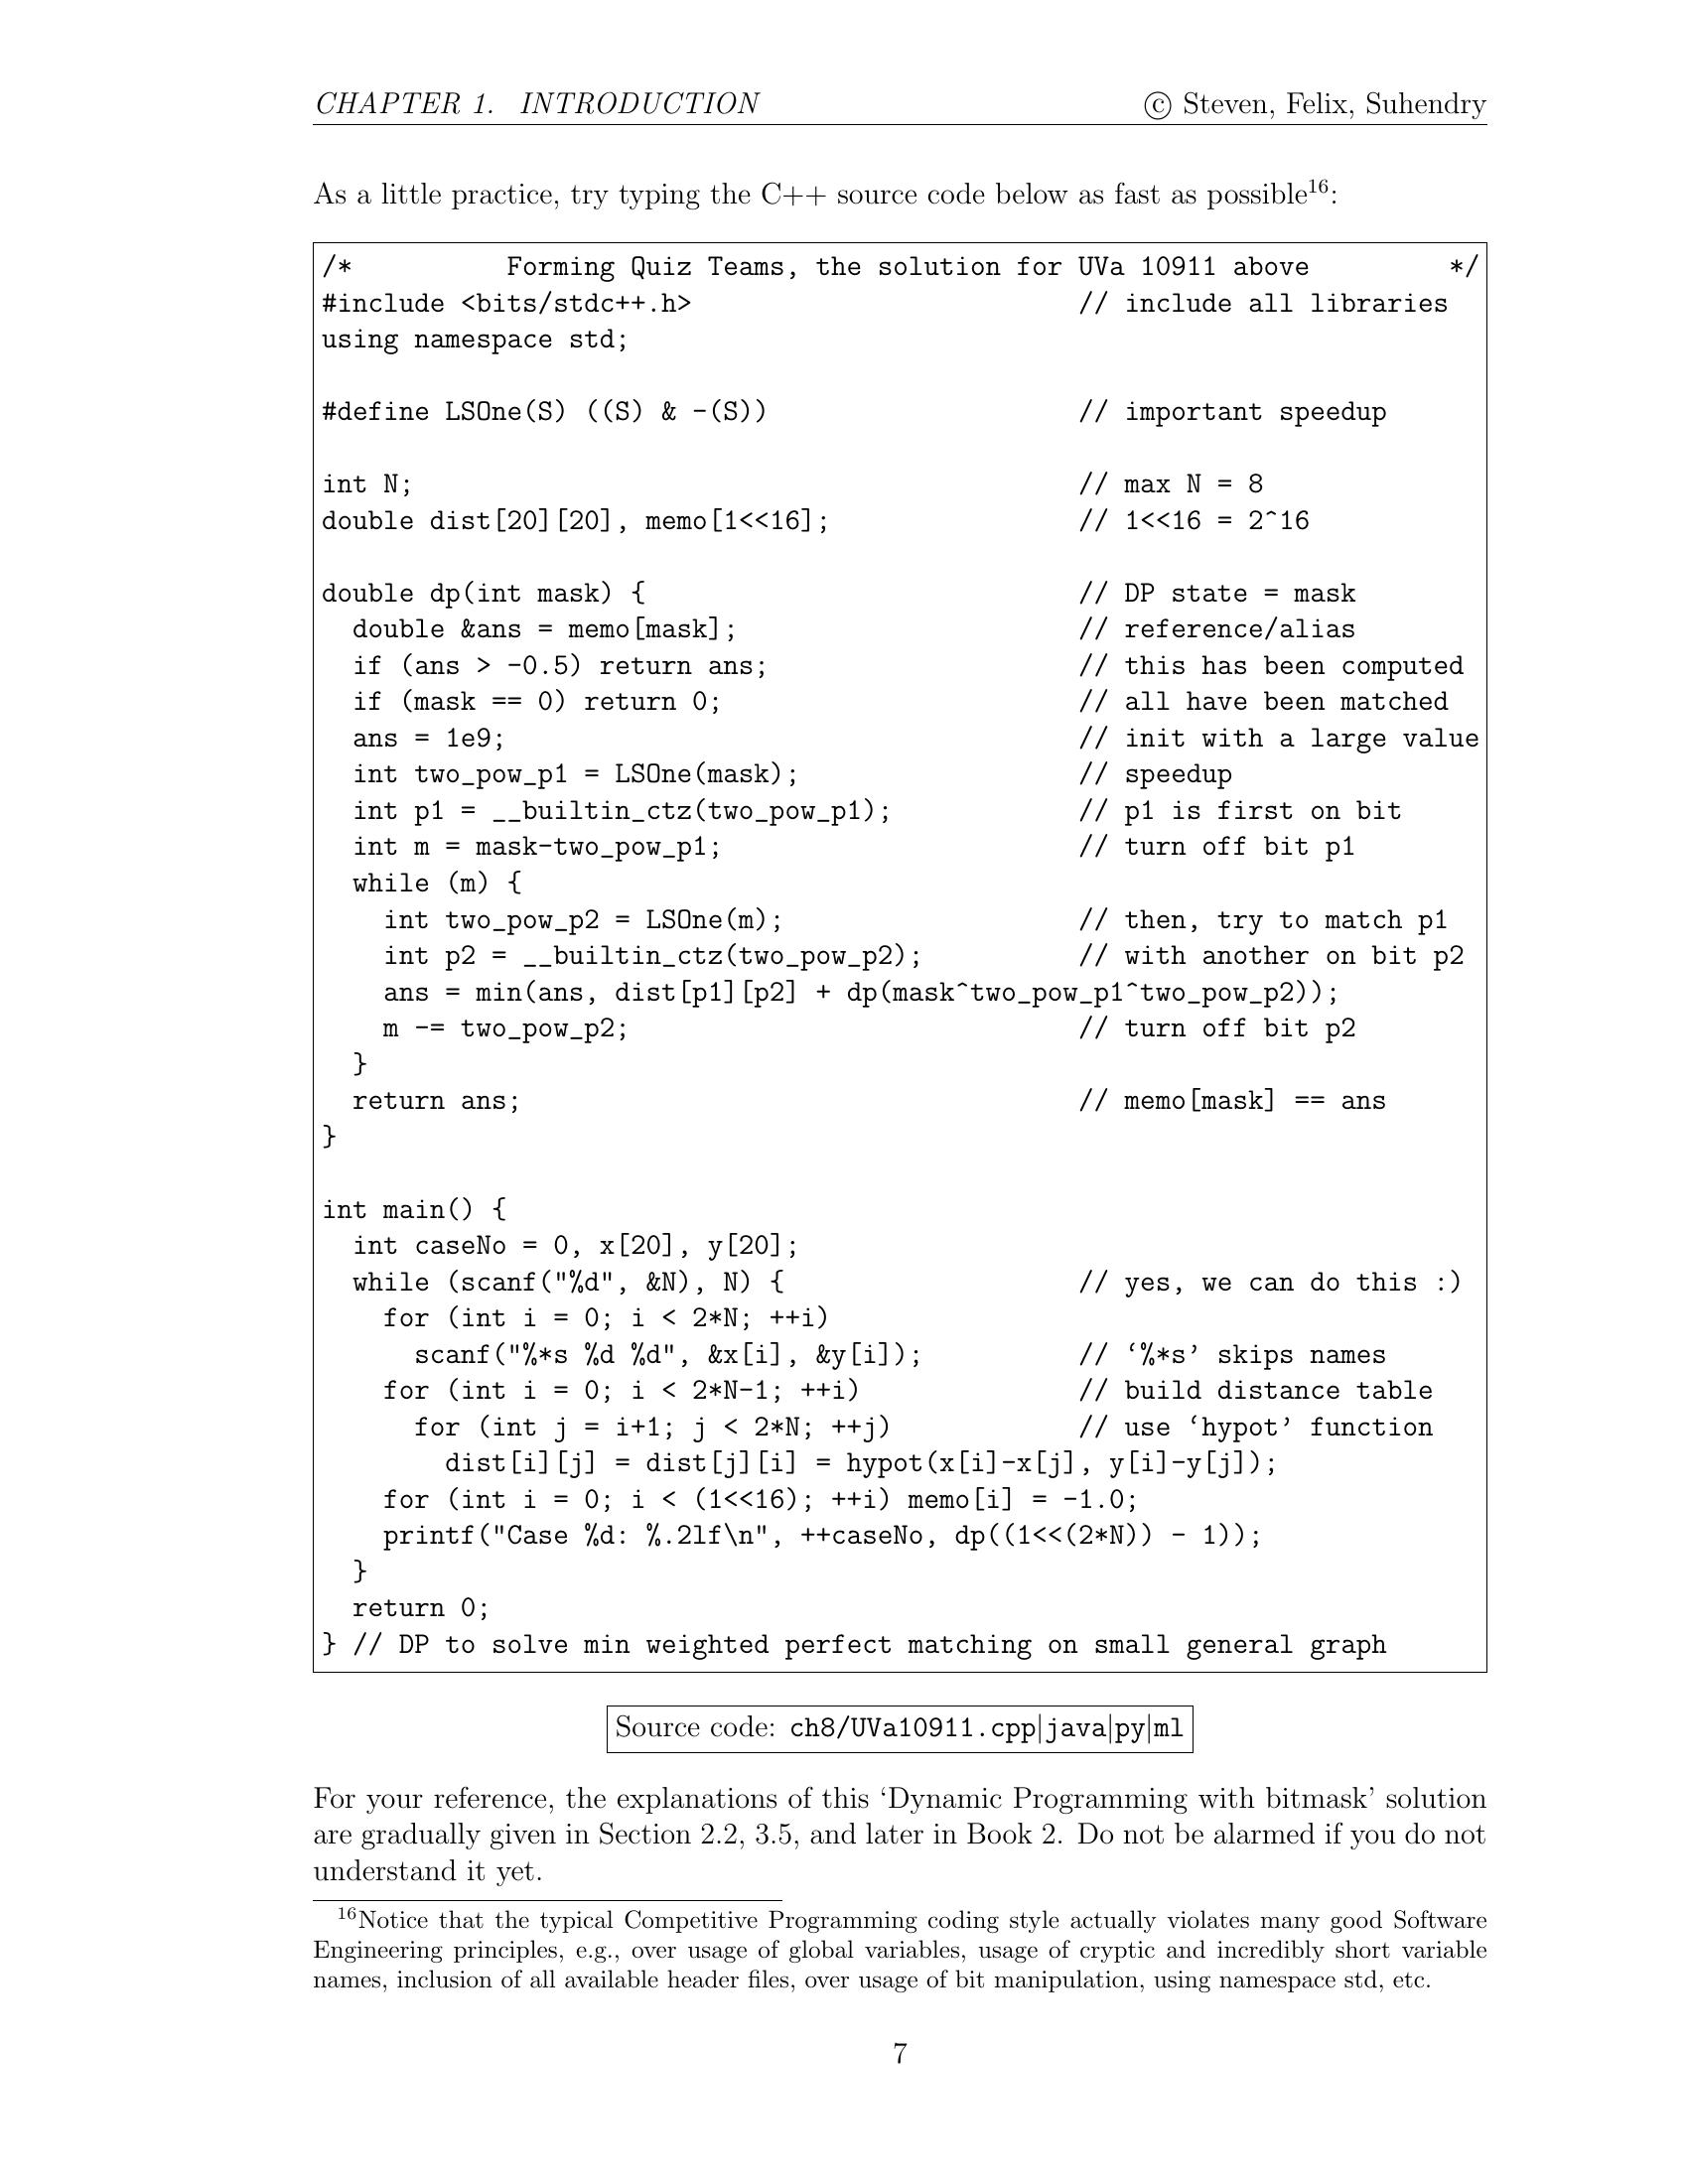 CHAPTER 1. INTRODUCTION © Steven, Felix, Suhendry
As a little practice, try typing the C++ source code below as fast as possible16:
/*          Forming Quiz Teams, the solution for UVa 10911 above         */
#include <bits/stdc++.h>                         // include all libraries
using namespace std;
#define LSOne(S) ((S) & -(S))                    // important speedup
int N;                                           // max N = 8
double dist[20][20], memo[1<<16];                // 1<<16 = 2^16
double dp(int mask) {                            // DP state = mask
  double &ans = memo[mask];                      // reference/alias
  if (ans > -0.5) return ans;                    // this has been computed
  if (mask == 0) return 0;                       // all have been matched
  ans = 1e9;                                     // init with a large value
  int two_pow_p1 = LSOne(mask);                  // speedup
  int p1 = __builtin_ctz(two_pow_p1);            // p1 is first on bit
  int m = mask-two_pow_p1;                       // turn off bit p1
  while (m) {
    int two_pow_p2 = LSOne(m);                   // then, try to match p1
    int p2 = __builtin_ctz(two_pow_p2);          // with another on bit p2
    ans = min(ans, dist[p1][p2] + dp(mask^two_pow_p1^two_pow_p2));
    m -= two_pow_p2;                             // turn off bit p2
  }
  return ans;                                    // memo[mask] == ans
}
int main() {
  int caseNo = 0, x[20], y[20];
  while (scanf("%d", &N), N) {                   // yes, we can do this :)
    for (int i = 0; i < 2*N; ++i)
      scanf("%*s %d %d", &x[i], &y[i]);          // ‘%*s’ skips names
    for (int i = 0; i < 2*N-1; ++i)              // build distance table
      for (int j = i+1; j < 2*N; ++j)            // use ‘hypot’ function
        dist[i][j] = dist[j][i] = hypot(x[i]-x[j], y[i]-y[j]);
    for (int i = 0; i < (1<<16); ++i) memo[i] = -1.0;
    printf("Case %d: %.2lf\n", ++caseNo, dp((1<<(2*N)) - 1));
  }
  return 0;
} // DP to solve min weighted perfect matching on small general graph
Source code: ch8/UVa10911.cpp|java|py|ml
For your reference, the explanations of this ‘Dynamic Programming with bitmask’ solution
are gradually given in Section 2.2, 3.5, and later in Book 2. Do not be alarmed if you do not
understand it yet.
16Notice that the typical Competitive Programming coding style actually violates many good Software
Engineering principles, e.g., over usage of global variables, usage of cryptic and incredibly short variable
names, inclusion of all available header files, over usage of bit manipulation, using namespace std, etc.
7